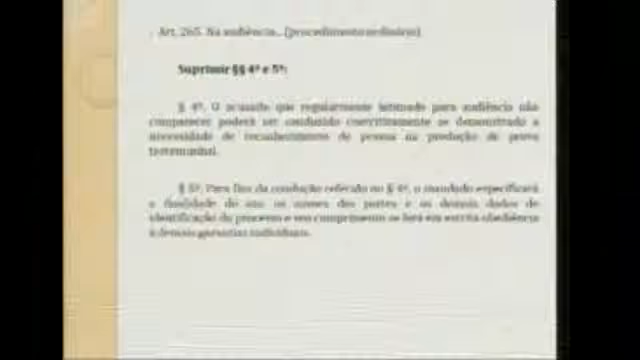 Art. 265. Na audiência... (procedimento ordinário)
Suprimir §§ 4º e 5º:
§ 4º. O acusado que regularmente intimado para audiência não
comparecer poderá ser conduzido coercitivamente se demonstrado a
necessidade de reconhecimento de pessoa na produção de prova
testemunhal.
§ 5º. Para fins da condução referida no § 4º, o mandado especificará
a finalidade do ato, os nomes das partes e os demais dados de
identificação do processo e seu cumprimento se fará em estrita obediência
à demais garantias individuais.